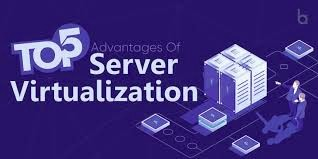 TOP 5 Advantages Of
Server
Virtualization
b